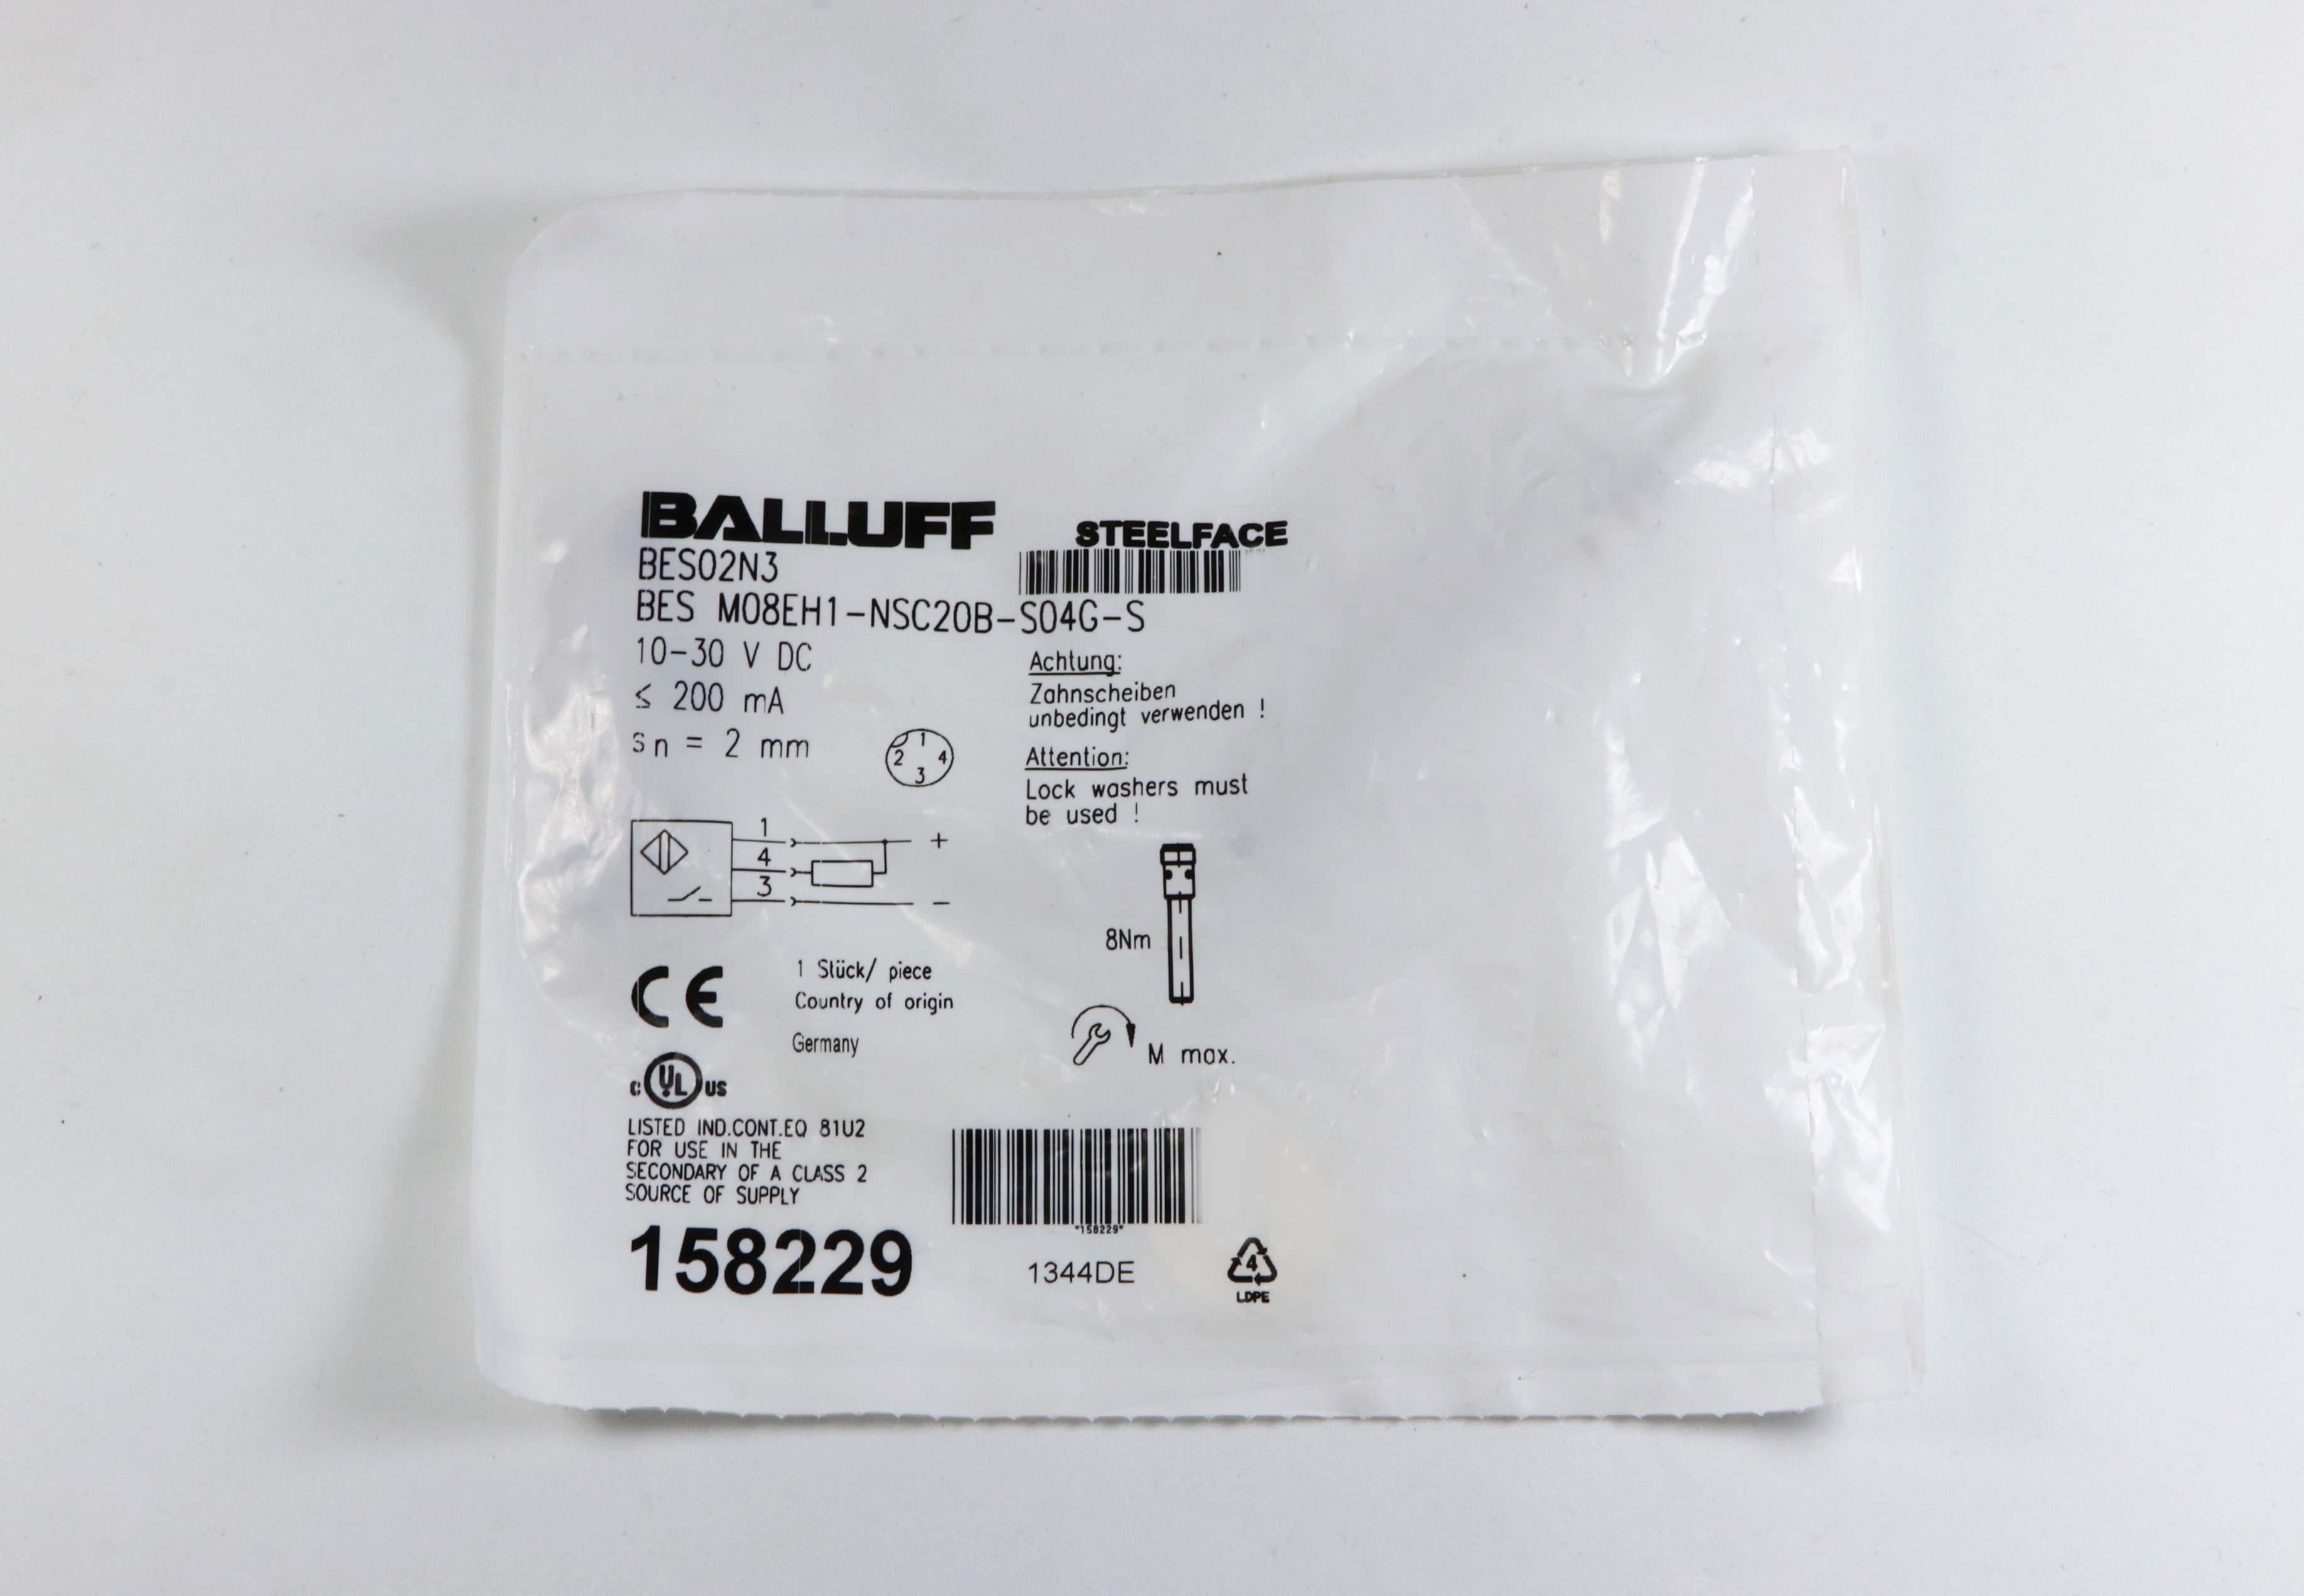 BALLUFF
STEELFACE
BES02N3
BES M08EH1-NSC20B-S04G-S
10-30 V DC
≤ 200 mA
Sn = 2 mm
1
2 4
3
Achtung:
Zahnscheiben
unbedingt verwenden !
Attention:
Lock washers must
be used !
1
4
3
+
-
8Nm
M max.
CE
1 Stück/ piece
Country of origin
Germany
c UL us
LISTED IND.CONT.EQ 81U2
FOR USE IN THE
SECONDARY OF A CLASS 2
SOURCE OF SUPPLY
*158229*
158229
1344DE
4
LDPE